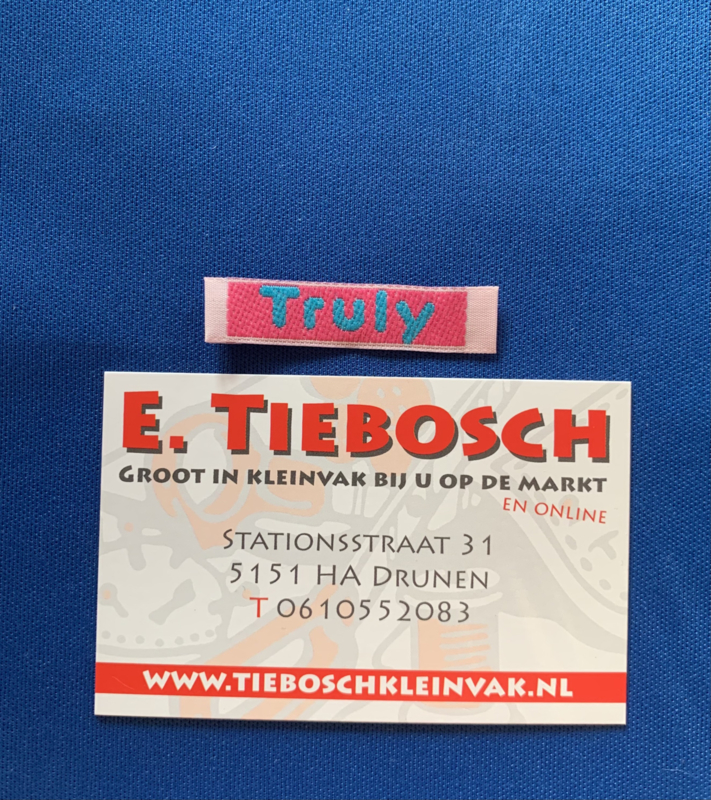 Truly
E. TIEBOSCH
GROOT IN KLEINVAK BIJ U OP DE MARKT
EN ONLINE
STATIONSSTRAAT 31
5151 HA DRUNEN
T 0610552083
WWW.TIEBOSCHKLEINVAK.NL